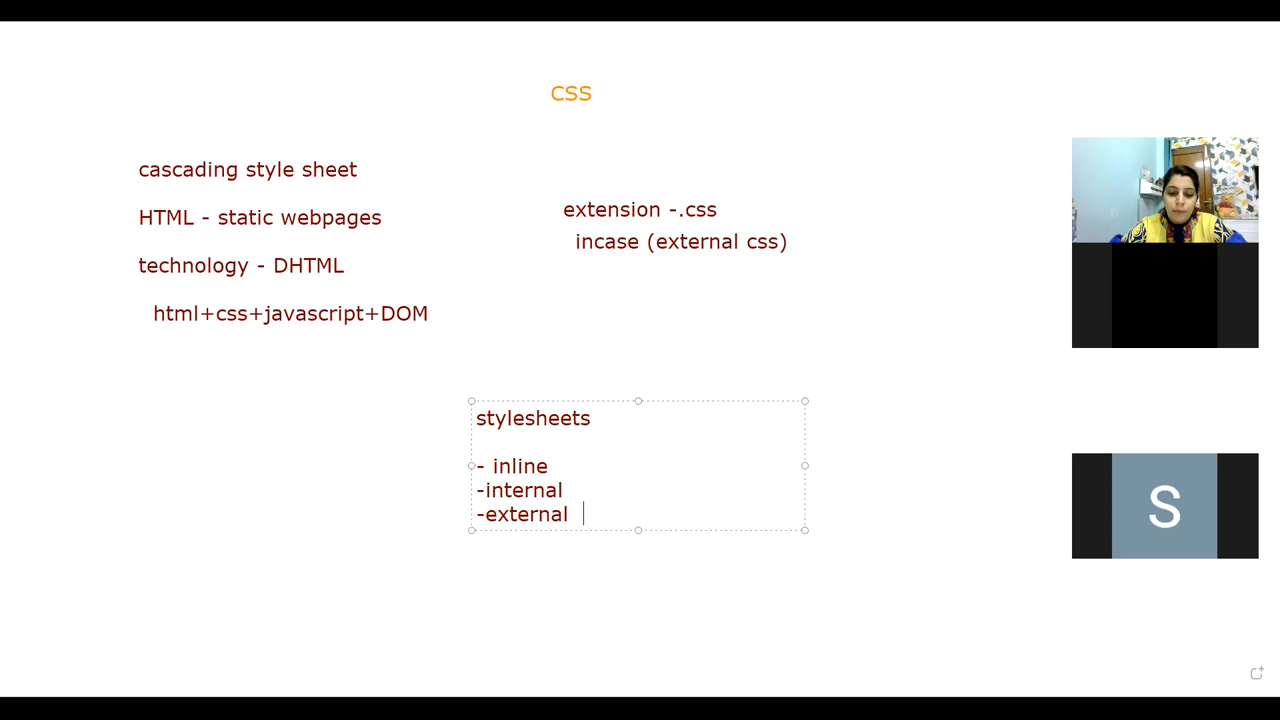 css
cascading style sheet
HTML - static webpages
technology - DHTML
html+css+javascript+DOM
extension -.css
incase (external css)
stylesheets
- inline
-internal
-external
S